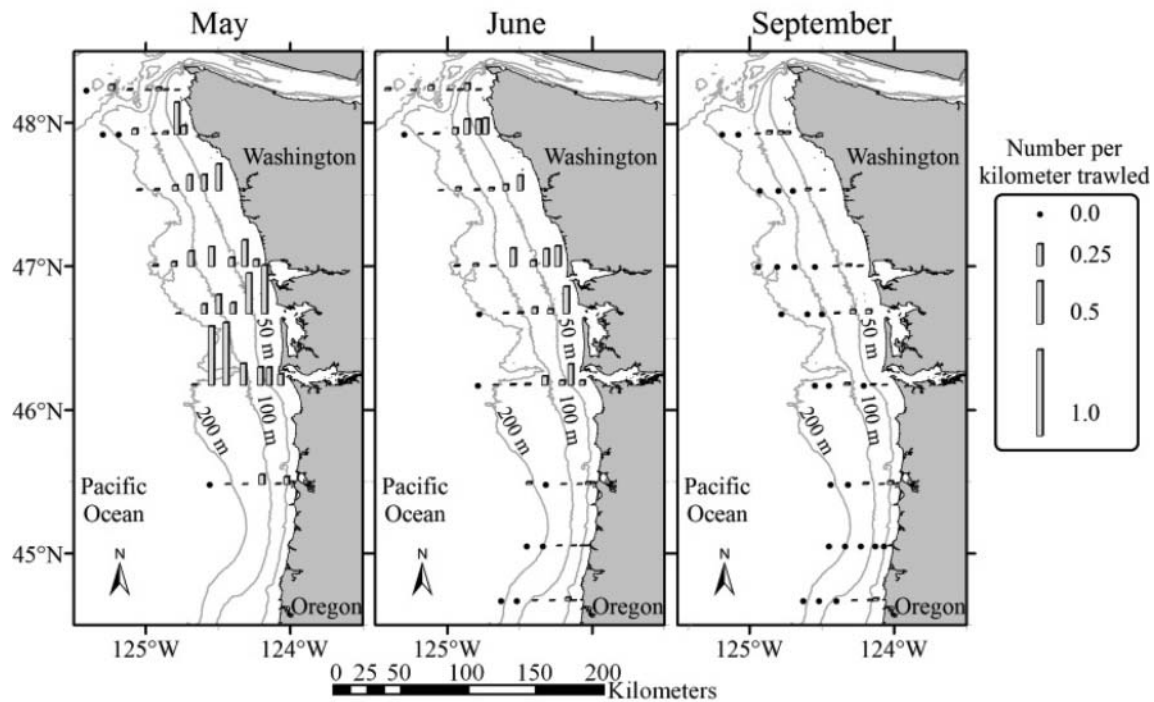 May
June
September
48°N
47°N
46°N
45°N
Washington
50 m
100 m
200 m
Pacific
Ocean
N
Oregon
125°W
124°W
Washington
50 m
100 m
200 m
Pacific
Ocean
N
Oregon
125°W
124°W
Washington
50 m
100 m
200 m
Pacific
Ocean
N
Oregon
125°W
124°W
Number per
kilometer trawled
0.0
0.25
0.5
1.0
0 25 50 100 150 200
Kilometers